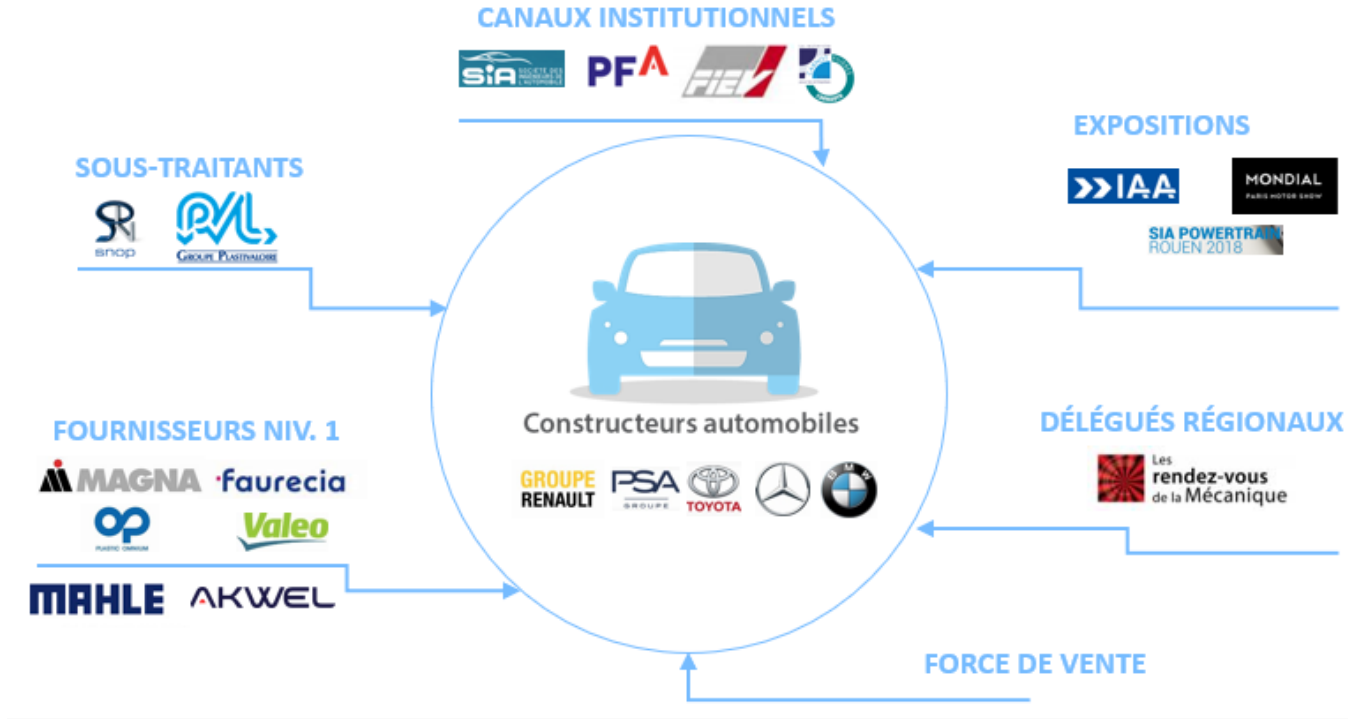 CANAUX INSTITUTIONNELS
SiA SOCIÉTÉ DES
INGÉNIEURS DE
L'AUTOMOBILE
PFA
FIEV
EXPOSITIONS
IAA
MONDIAL
PARIS MOTOR SHOW
SIA POWERTRAIN
ROUEN 2018
SOUS-TRAITANTS
snop
GROUPE PLASTIVALOIRE
Constructeurs automobiles
GROUPE
RENAULT
PSA
GROUPE
TOYOTA
BMW
FOURNISSEURS NIV. 1
MAGNA
faurecia
OP
PLASTIC OMNIUM
Valeo
MAHLE
AKWEL
DÉLÉGUÉS RÉGIONAUX
Les
rendez-vous
de la Mécanique
FORCE DE VENTE